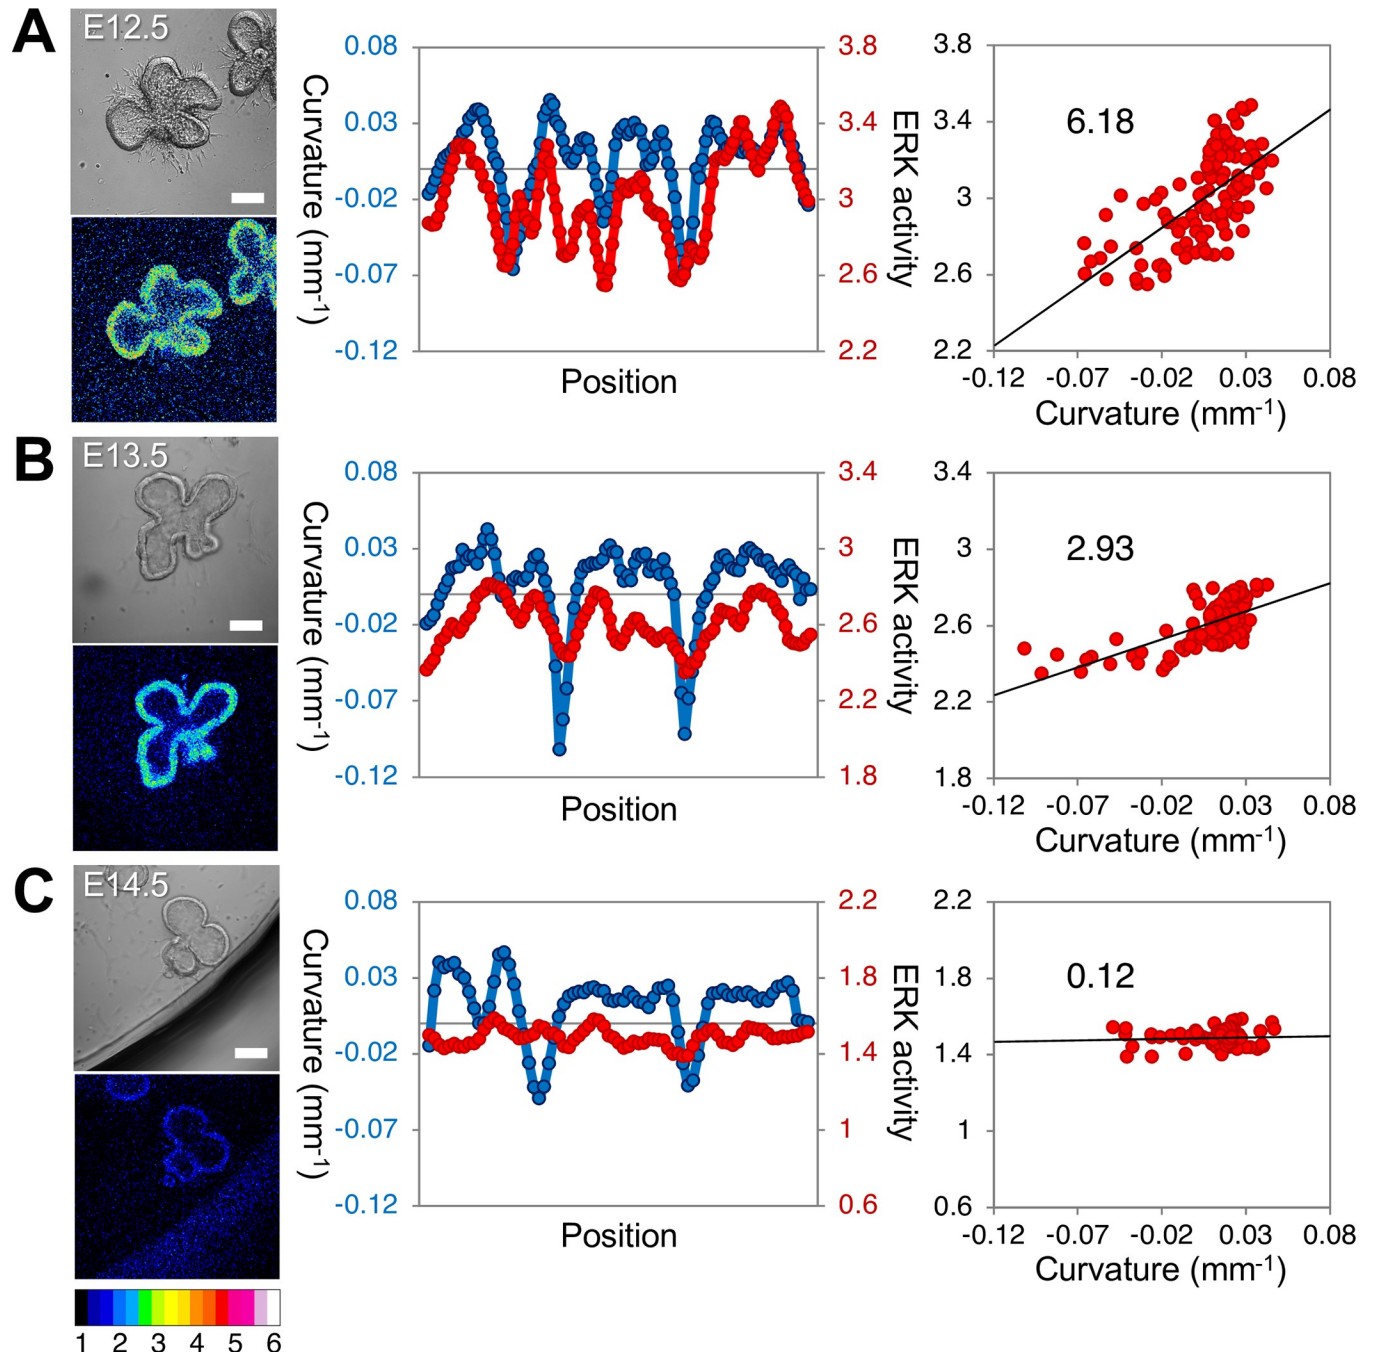 A
E12.5
0.08
0.03
-0.02
-0.07
-0.12
Curvature (mm-1)
Position
3.8
3.4
3
2.6
2.2
ERK activity
3.8
3.4
3
2.6
2.2
6.18
-0.12 -0.07 -0.02 0.03 0.08
Curvature (mm-1)
B
E13.5
0.08
0.03
-0.02
-0.07
-0.12
Curvature (mm-1)
Position
3.4
3
2.6
2.2
1.8
ERK activity
3.4
3
2.6
2.2
1.8
2.93
-0.12 -0.07 -0.02 0.03 0.08
Curvature (mm-1)
C
E14.5
0.08
0.03
-0.02
-0.07
-0.12
Curvature (mm-1)
Position
2.2
1.8
1.4
1
0.6
ERK activity
2.2
1.8
1.4
1
0.6
0.12
-0.12 -0.07 -0.02 0.03 0.08
Curvature (mm-1)
1 2 3 4 5 6